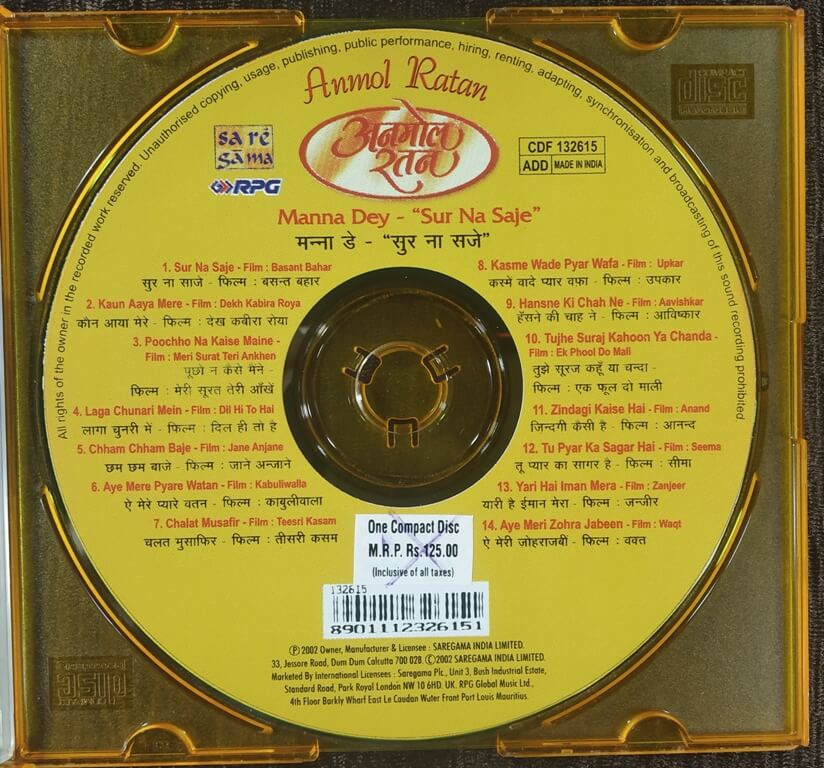 All rights of the owner in the recorded work reserved. Unauthorised copying, usage, publishing, public performance, hiring, renting, adapting, synchronisation and broadcasting of this sound recording prohibited
Anmol Ratan
अनमोल
रतन
sa re
ga ma
RPG
CDF 132615
ADD MADE IN INDIA
COMPACT
disc
Manna Dey - “Sur Na Saje”
मन्ना डे - “सुर ना सजे”
1. Sur Na Saje - Film : Basant Bahar
सुर ना साजे - फिल्म : बसन्त बहार
2. Kaun Aaya Mere - Film : Dekh Kabira Roya
कौन आया मेरे - फिल्म : देख कबीरा रोया
3. Poochho Na Kaise Maine -
Film : Meri Surat Teri Ankhen
पूछो न कैसे मैंने -
फिल्म : मेरी सूरत तेरी आँखें
4. Laga Chunari Mein - Film : Dil Hi To Hai
लागा चुनरी में - फिल्म : दिल ही तो है
5. Chham Chham Baje - Film : Jane Anjane
छम छम बाजे - फिल्म : जाने अन्जाने
6. Aye Mere Pyare Watan - Film : Kabuliwalla
ऐ मेरे प्यारे वतन - फिल्म : काबुलीवाला
7. Chalat Musafir - Film : Teesri Kasam
चलत मुसाफिर - फिल्म : तीसरी कसम
8. Kasme Wade Pyar Wafa - Film : Upkar
कस्में वादे प्यार वफ़ा - फिल्म : उपकार
9. Hansne Ki Chah Ne - Film : Aavishkar
हँसने की चाह ने - फिल्म : आविष्कार
10. Tujhe Suraj Kahoon Ya Chanda -
Film : Ek Phool Do Mali
तुझे सूरज कहूँ या चन्दा -
फिल्म : एक फूल दो माली
11. Zindagi Kaise Hai - Film : Anand
जिन्दगी कैसी है - फिल्म : आनन्द
12. Tu Pyar Ka Sagar Hai - Film : Seema
तू प्यार का सागर है - फिल्म : सीमा
13. Yari Hai Iman Mera - Film : Zanjeer
यारी है ईमान मेरा - फिल्म : जन्जीर
14. Aye Meri Zohra Jabeen - Film : Waqt
ऐ मेरी जोहराजबीं - फिल्म : वक्त
One Compact Disc
M.R.P. Rs.125.00
(Inclusive of all taxes)
132615
8901112326151
Ⓟ 2002 Owner, Manufacturer & Licensee : SAREGAMA INDIA LIMITED.
33, Jessore Road, Dum Dum Calcutta 700 028. Ⓒ2002 SAREGAMA INDIA LIMITED.
Marketed By International Licensees : Saregama Plc., Unit 3, Bush Industrial Estate,
Standard Road, Park Royal London NW 10 6HD. UK. RPG Global Music Ltd.,
4th Floor Barkly Wharf East Le Caudan Water Front Port Louis Mauritius.